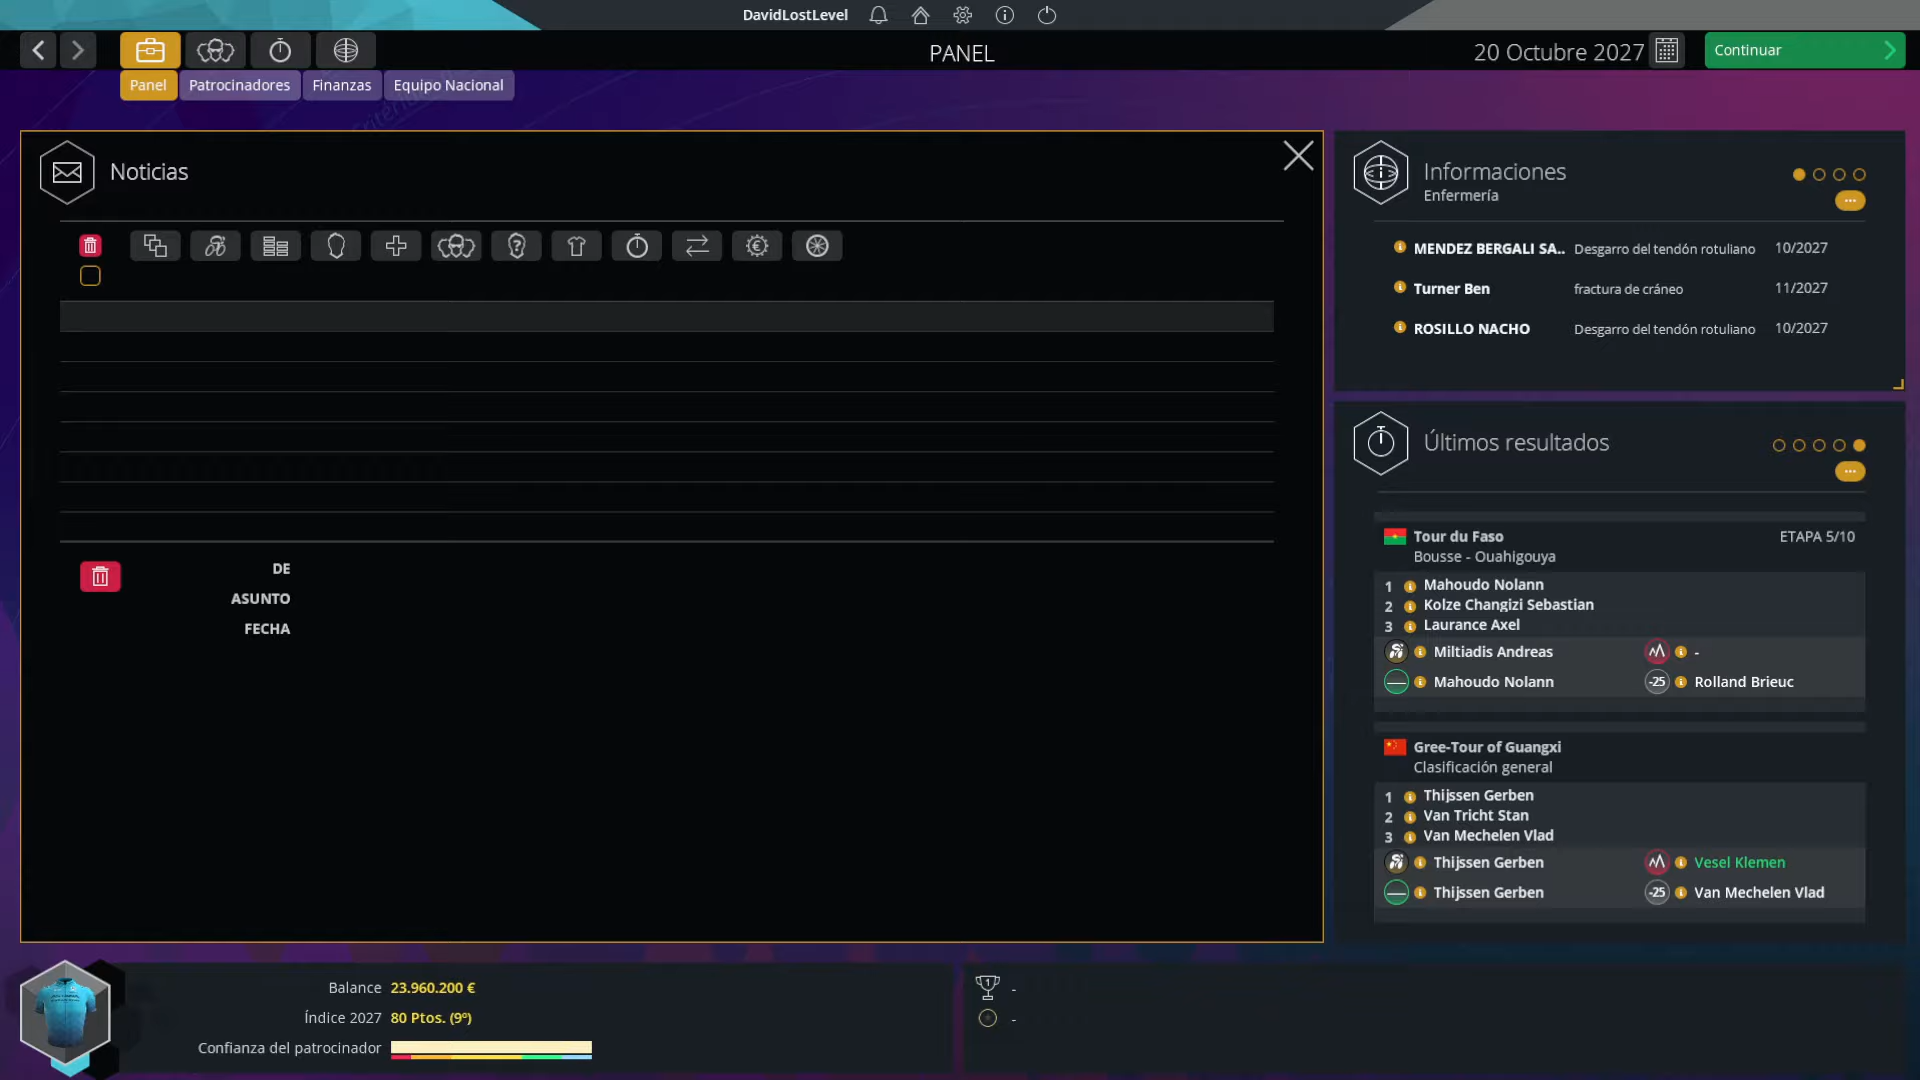 DavidLostLevel
PANEL
20 Octubre 2027
Continuar
Panel
Patrocinadores
Finanzas
Equipo Nacional
Noticias
DE
ASUNTO
FECHA
Informaciones
Enfermería
MENDEZ BERGALI SA.. Desgarro del tendón rotuliano 10/2027
Turner Ben fractura de cráneo 11/2027
ROSILLO NACHO Desgarro del tendón rotuliano 10/2027
Últimos resultados
Tour du Faso ETAPA 5/10
Bousse - Ouahigouya
1 Mahoudo Nolann
2 Kolze Changizi Sebastian
3 Laurance Axel
Miltiadis Andreas -
Mahoudo Nolann -25 Rolland Brieuc
Gree-Tour of Guangxi
Clasificación general
1 Thijssen Gerben
2 Van Tricht Stan
3 Van Mechelen Vlad
Thijssen Gerben Vesel Klemen
Thijssen Gerben -25 Van Mechelen Vlad
Balance 23.960.200 €
Índice 2027 80 Ptos. (9º)
Confianza del patrocinador
1 -
-